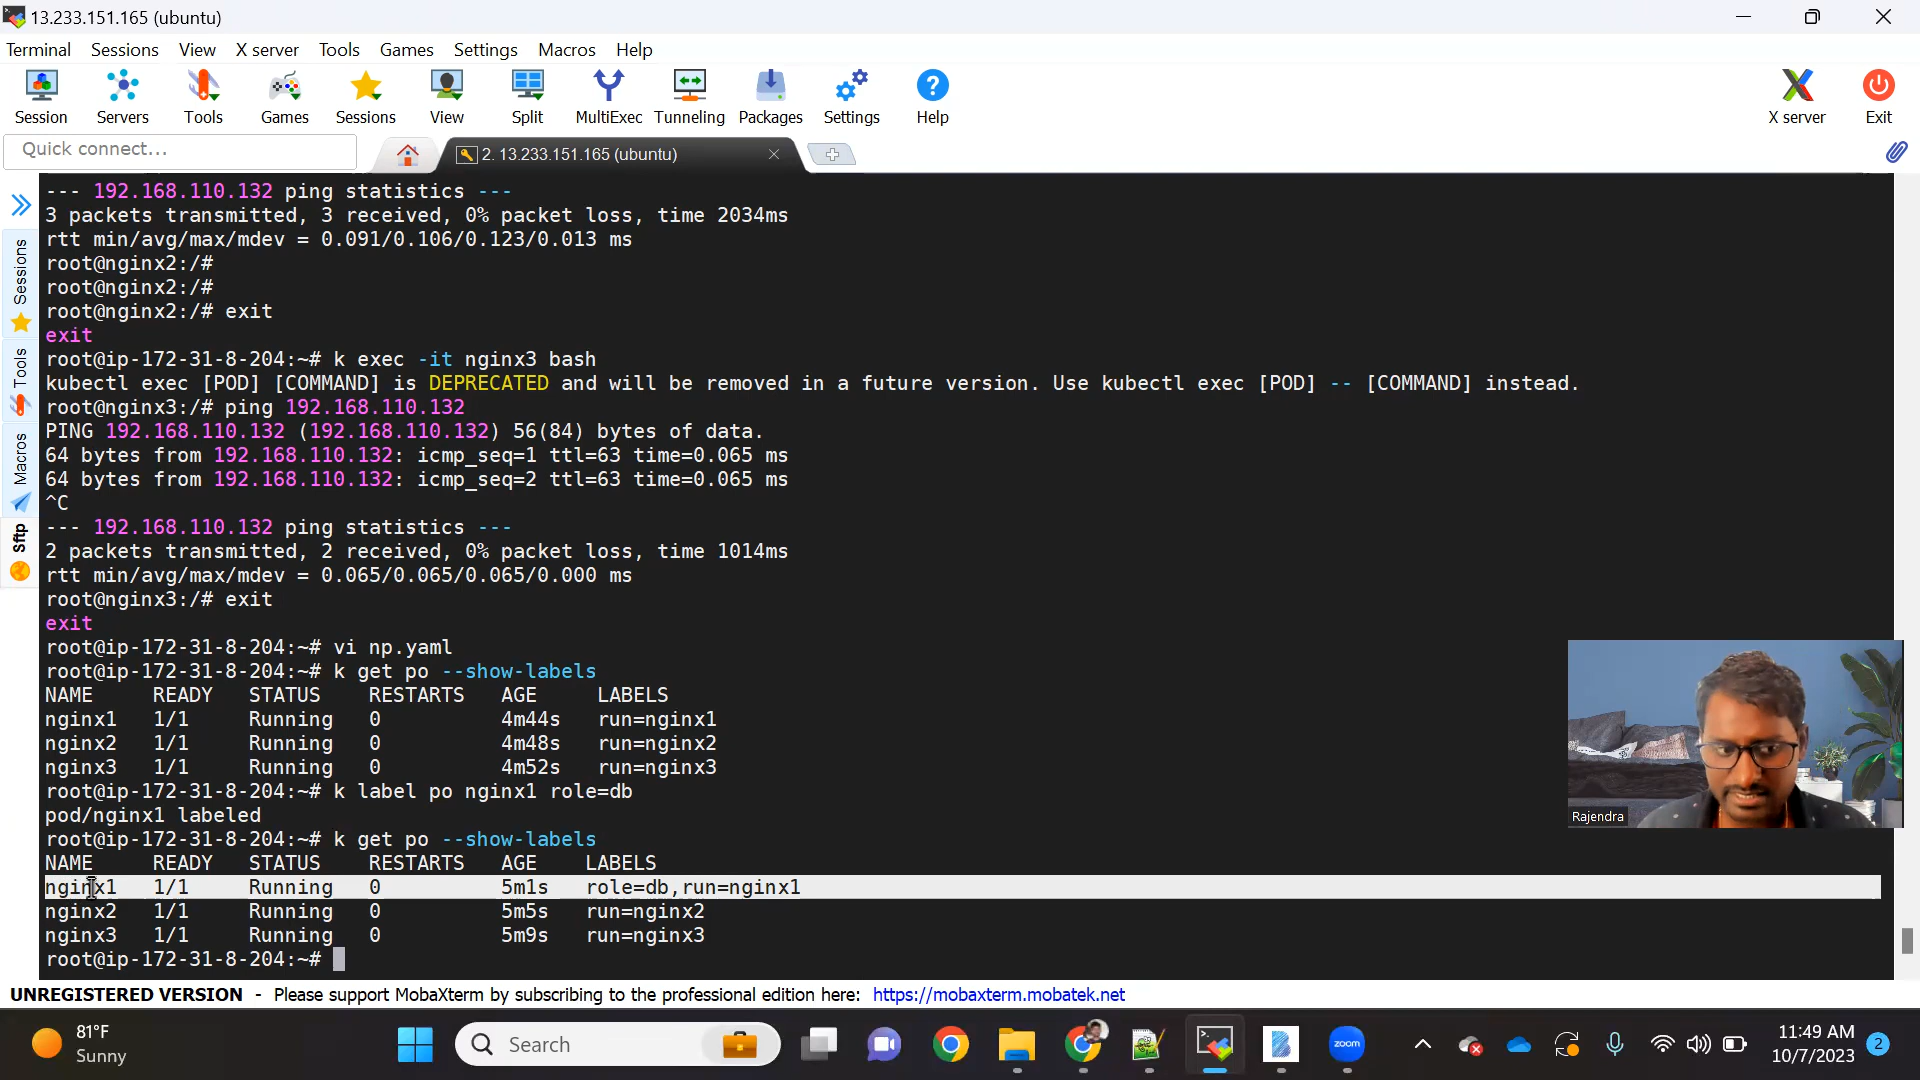 13.233.151.165 (ubuntu)
Terminal Sessions View X server Tools Games Settings Macros Help
Session Servers Tools Games Sessions View Split MultiExec Tunneling Packages Settings Help X server Exit
Quick connect...
2. 13.233.151.165 (ubuntu)
Sessions
Tools
Macros
Sftp
--- 192.168.110.132 ping statistics ---
3 packets transmitted, 3 received, 0% packet loss, time 2034ms
rtt min/avg/max/mdev = 0.091/0.106/0.123/0.013 ms
root@nginx2:/#
root@nginx2:/#
root@nginx2:/# exit
exit
root@ip-172-31-8-204:~# k exec -it nginx3 bash
kubectl exec [POD] [COMMAND] is DEPRECATED and will be removed in a future version. Use kubectl exec [POD] -- [COMMAND] instead.
root@nginx3:/# ping 192.168.110.132
PING 192.168.110.132 (192.168.110.132) 56(84) bytes of data.
64 bytes from 192.168.110.132: icmp_seq=1 ttl=63 time=0.065 ms
64 bytes from 192.168.110.132: icmp_seq=2 ttl=63 time=0.065 ms
^C
--- 192.168.110.132 ping statistics ---
2 packets transmitted, 2 received, 0% packet loss, time 1014ms
rtt min/avg/max/mdev = 0.065/0.065/0.065/0.000 ms
root@nginx3:/# exit
exit
root@ip-172-31-8-204:~# vi np.yaml
root@ip-172-31-8-204:~# k get po --show-labels
NAME READY STATUS RESTARTS AGE LABELS
nginx1 1/1 Running 0 4m44s run=nginx1
nginx2 1/1 Running 0 4m48s run=nginx2
nginx3 1/1 Running 0 4m52s run=nginx3
root@ip-172-31-8-204:~# k label po nginx1 role=db
pod/nginx1 labeled
root@ip-172-31-8-204:~# k get po --show-labels
NAME READY STATUS RESTARTS AGE LABELS
nginx1 1/1 Running 0 5m1s role=db,run=nginx1
nginx2 1/1 Running 0 5m5s run=nginx2
nginx3 1/1 Running 0 5m9s run=nginx3
root@ip-172-31-8-204:~#
Rajendra
UNREGISTERED VERSION - Please support MobaXterm by subscribing to the professional edition here: https://mobaxterm.mobatek.net
81°F
Sunny
Search
zoom
11:49 AM
10/7/2023
2